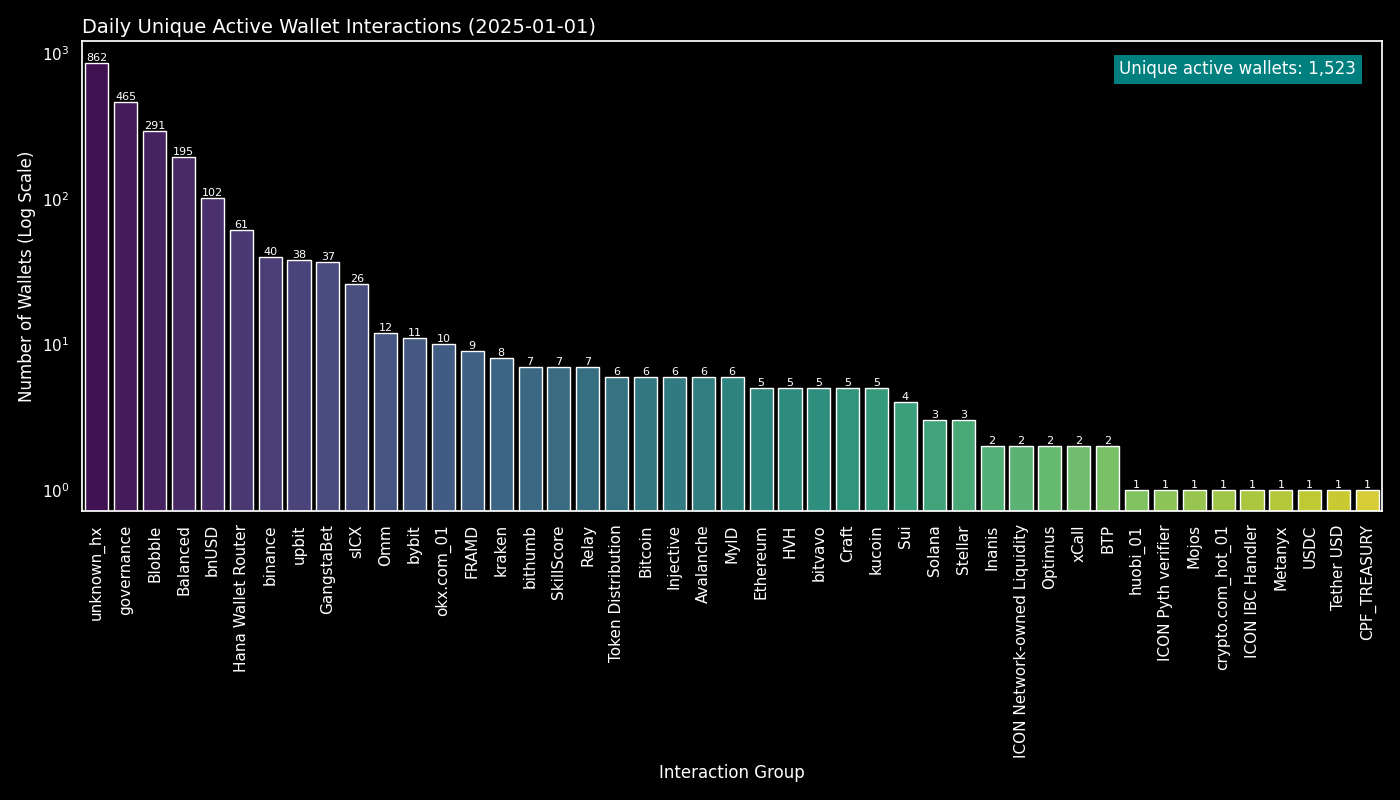 Daily Unique Active Wallet Interactions (2025-01-01)
Unique active wallets: 1,523
Number of Wallets (Log Scale)
10³
10²
10¹
10⁰
862
465
291
195
102
61
40
38
37
26
12
11
10
9
8
7
7
7
6
6
6
6
6
5
5
5
5
5
4
3
3
2
2
2
2
2
1
1
1
1
1
1
1
1
1
unknown_hx
governance
Blobble
Balanced
bnUSD
Hana Wallet Router
binance
upbit
GangstaBet
sICX
Omm
bybit
okx.com_01
FRAMD
kraken
bithumb
SkillScore
Relay
Token Distribution
Bitcoin
Injective
Avalanche
MyID
Ethereum
HVH
bitvavo
Craft
kucoin
Sui
Solana
Stellar
Inanis
ICON Network-owned Liquidity
Optimus
xCall
BTP
huobi_01
ICON Pyth verifier
Mojos
crypto.com_hot_01
ICON IBC Handler
Metanyx
USDC
Tether USD
CPF_TREASURY
Interaction Group